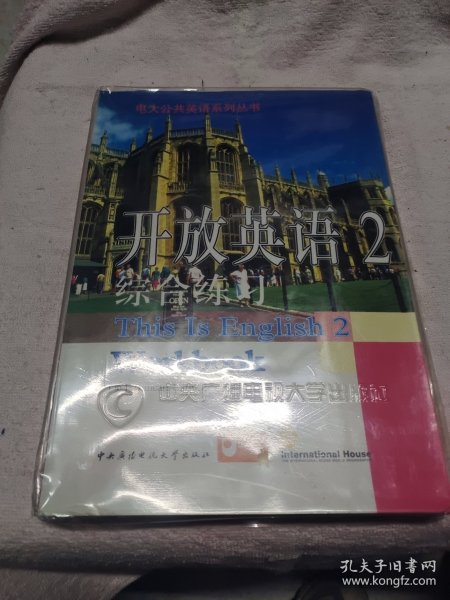 电大公共英语系列丛书
开放英语 2
综合练习
This Is English 2
Workbook
中央广播电视大学出版社
中央广播电视大学出版社
International House
孔夫子旧书网
www.kongfz.com